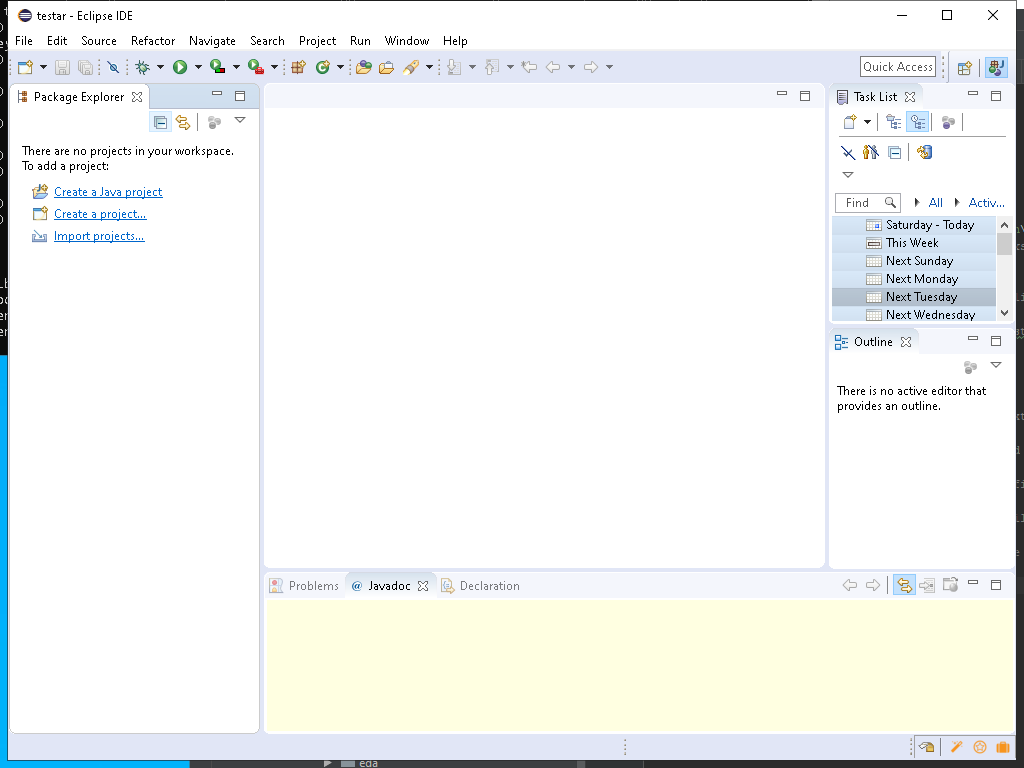 testar - Eclipse IDE
File Edit Source Refactor Navigate Search Project Run Window Help
Quick Access
Package Explorer
There are no projects in your workspace.
To add a project:
Create a Java project
Create a project...
Import projects...
Task List
Find All Activ...
Saturday - Today
This Week
Next Sunday
Next Monday
Next Tuesday
Next Wednesday
Outline
There is no active editor that
provides an outline.
Problems @ Javadoc Declaration
eda